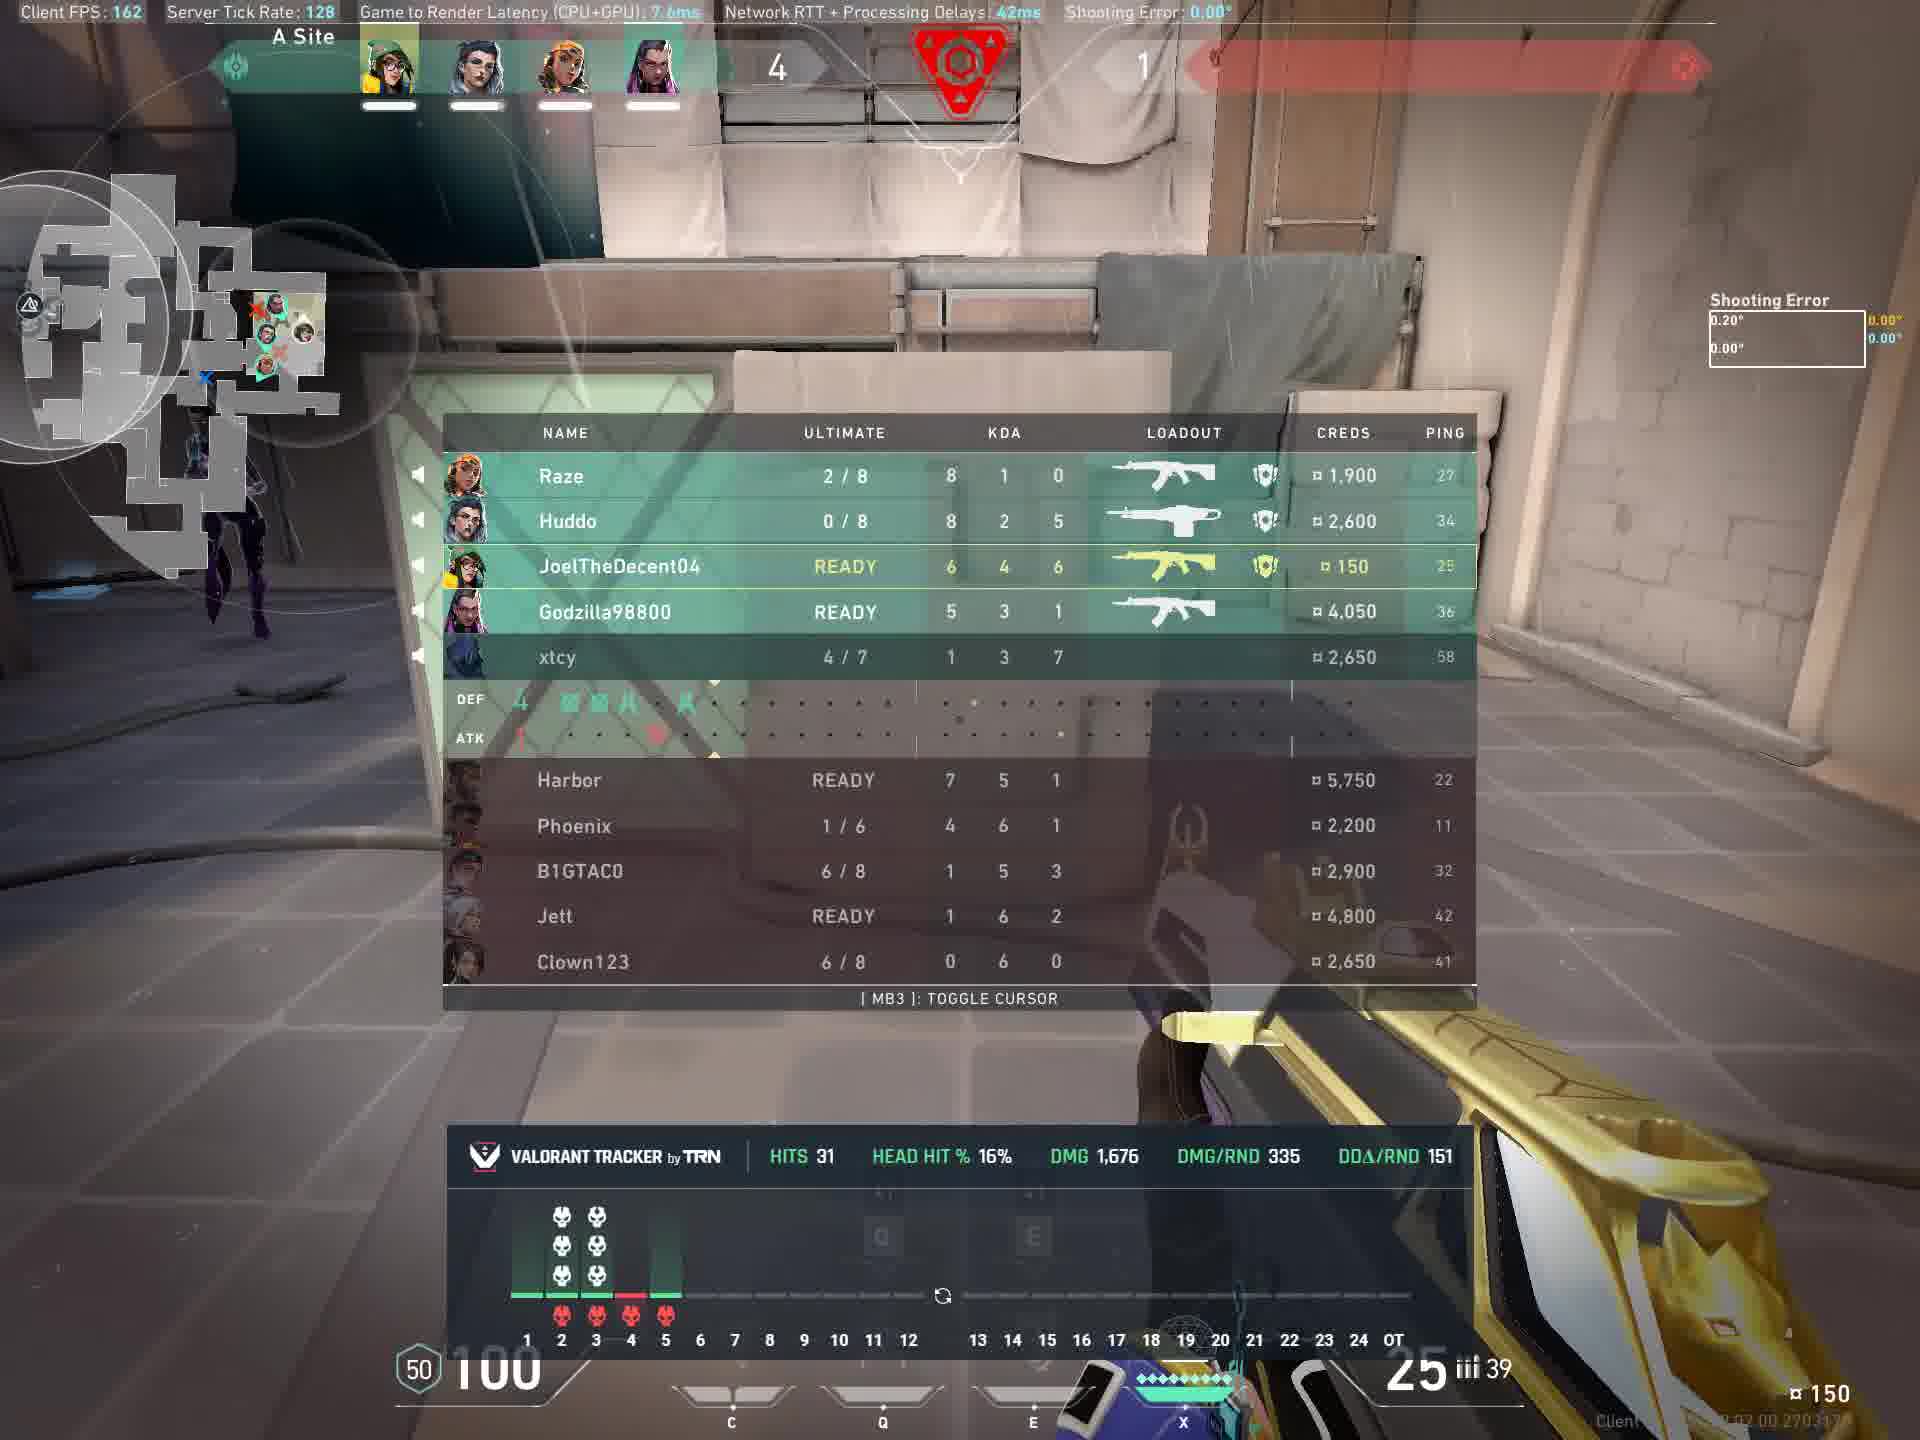 Client FPS: 162 Server Tick Rate: 128 Game to Render Latency (CPU+GPU): 7.6ms Network RTT + Processing Delays: 42ms Shooting Error: 0.00°
A Site
4 1
Shooting Error
0.20° 0.00°
0.00° 0.00°
NAME ULTIMATE KDA LOADOUT CREDS PING
Raze 2 / 8 8 1 0 ¤ 1,900 27
Huddo 0 / 8 8 2 5 ¤ 2,600 34
JoelTheDecent04 READY 6 4 6 ¤ 150 25
Godzilla98800 READY 5 3 1 ¤ 4,050 36
xtcy 4 / 7 1 3 7 ¤ 2,650 58
DEF 4
ATK 1
Harbor READY 7 5 1 ¤ 5,750 22
Phoenix 1 / 6 4 6 1 ¤ 2,200 11
B1GTAC0 6 / 8 1 5 3 ¤ 2,900 32
Jett READY 1 6 2 ¤ 4,800 42
Clown123 6 / 8 0 6 0 ¤ 2,650 41
[ MB3 ]: TOGGLE CURSOR
VALORANT TRACKER by TRN HITS 31 HEAD HIT % 16% DMG 1,676 DMG/RND 335 DDΔ/RND 151
Q E
1 2 3 4 5 6 7 8 9 10 11 12 13 14 15 16 17 18 19 20 21 22 23 24 OT
50 100 25 39
¤ 150
C Q E X
Client